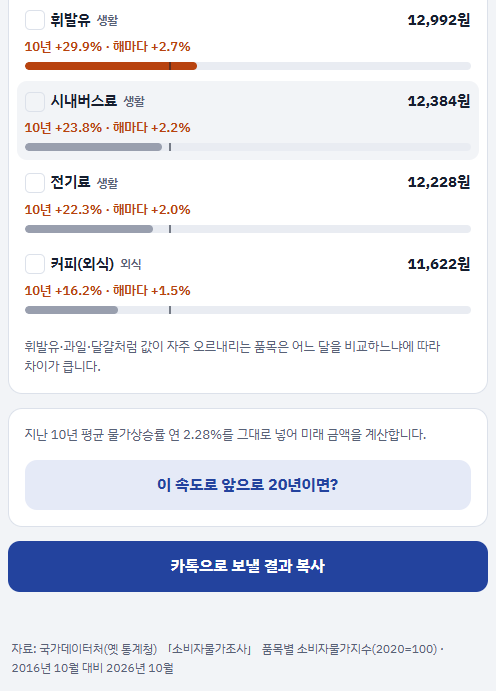 휘발유 생활 12,992원
10년 +29.9% · 해마다 +2.7%
시내버스료 생활 12,384원
10년 +23.8% · 해마다 +2.2%
전기료 생활 12,228원
10년 +22.3% · 해마다 +2.0%
커피(외식) 외식 11,622원
10년 +16.2% · 해마다 +1.5%
휘발유·과일·달걀처럼 값이 자주 오르내리는 품목은 어느 달을 비교하느냐에 따라
차이가 큽니다.
지난 10년 평균 물가상승률 연 2.28%를 그대로 넣어 미래 금액을 계산합니다.
이 속도로 앞으로 20년이면?
카톡으로 보낼 결과 복사
자료: 국가데이터처(옛 통계청) 「소비자물가조사」 품목별 소비자물가지수(2020=100) ·
2016년 10월 대비 2026년 10월